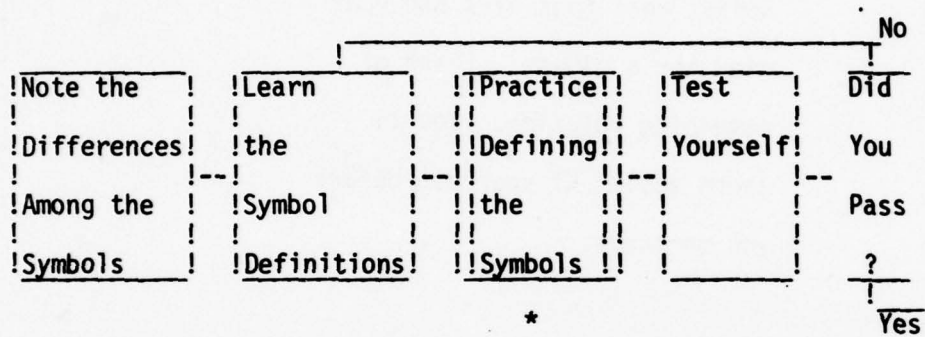 No
!Note the ! !Learn ! !!Practice!! !Test ! Did
!Differences! !the ! !!Defining !! !Yourself! You
!Among the ! !Symbol ! !!the !! ! ! Pass
!Symbols ! !Definitions! !!Symbols !! ! ! ?
*
Yes